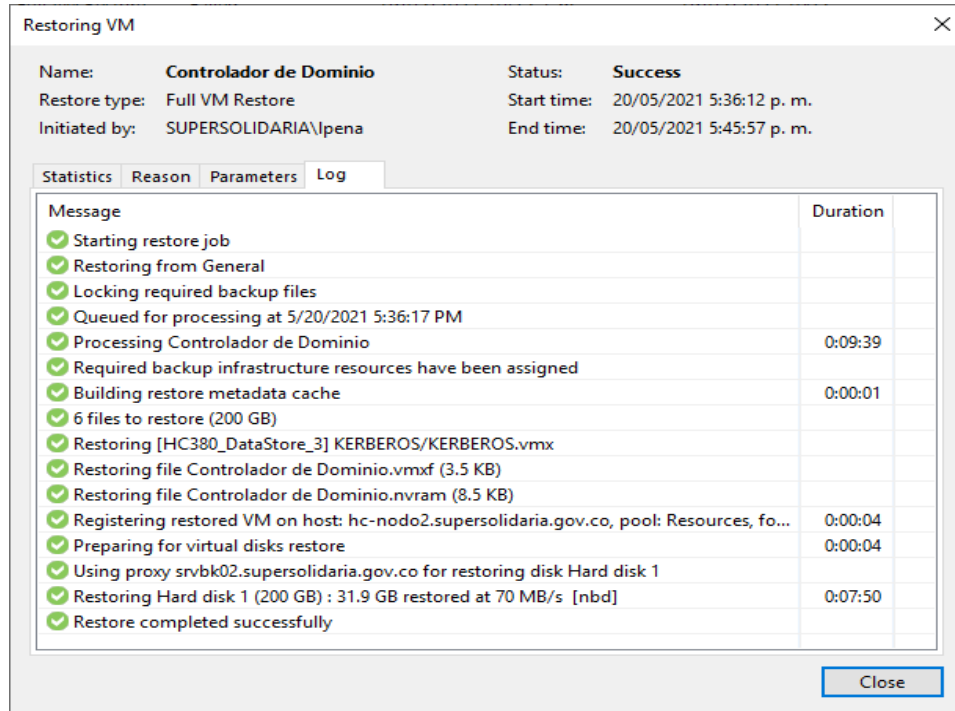 Restoring VM
Name: Controlador de Dominio Status: Success
Restore type: Full VM Restore Start time: 20/05/2021 5:36:12 p. m.
Initiated by: SUPERSOLIDARIA\lpena End time: 20/05/2021 5:45:57 p. m.
Statistics Reason Parameters Log
Message Duration
Starting restore job
Restoring from General
Locking required backup files
Queued for processing at 5/20/2021 5:36:17 PM
Processing Controlador de Dominio 0:09:39
Required backup infrastructure resources have been assigned
Building restore metadata cache 0:00:01
6 files to restore (200 GB)
Restoring [HC380_DataStore_3] KERBEROS/KERBEROS.vmx
Restoring file Controlador de Dominio.vmxf (3.5 KB)
Restoring file Controlador de Dominio.nvram (8.5 KB)
Registering restored VM on host: hc-nodo2.supersolidaria.gov.co, pool: Resources, fo... 0:00:04
Preparing for virtual disks restore 0:00:04
Using proxy srvbk02.supersolidaria.gov.co for restoring disk Hard disk 1
Restoring Hard disk 1 (200 GB) : 31.9 GB restored at 70 MB/s [nbd] 0:07:50
Restore completed successfully
Close